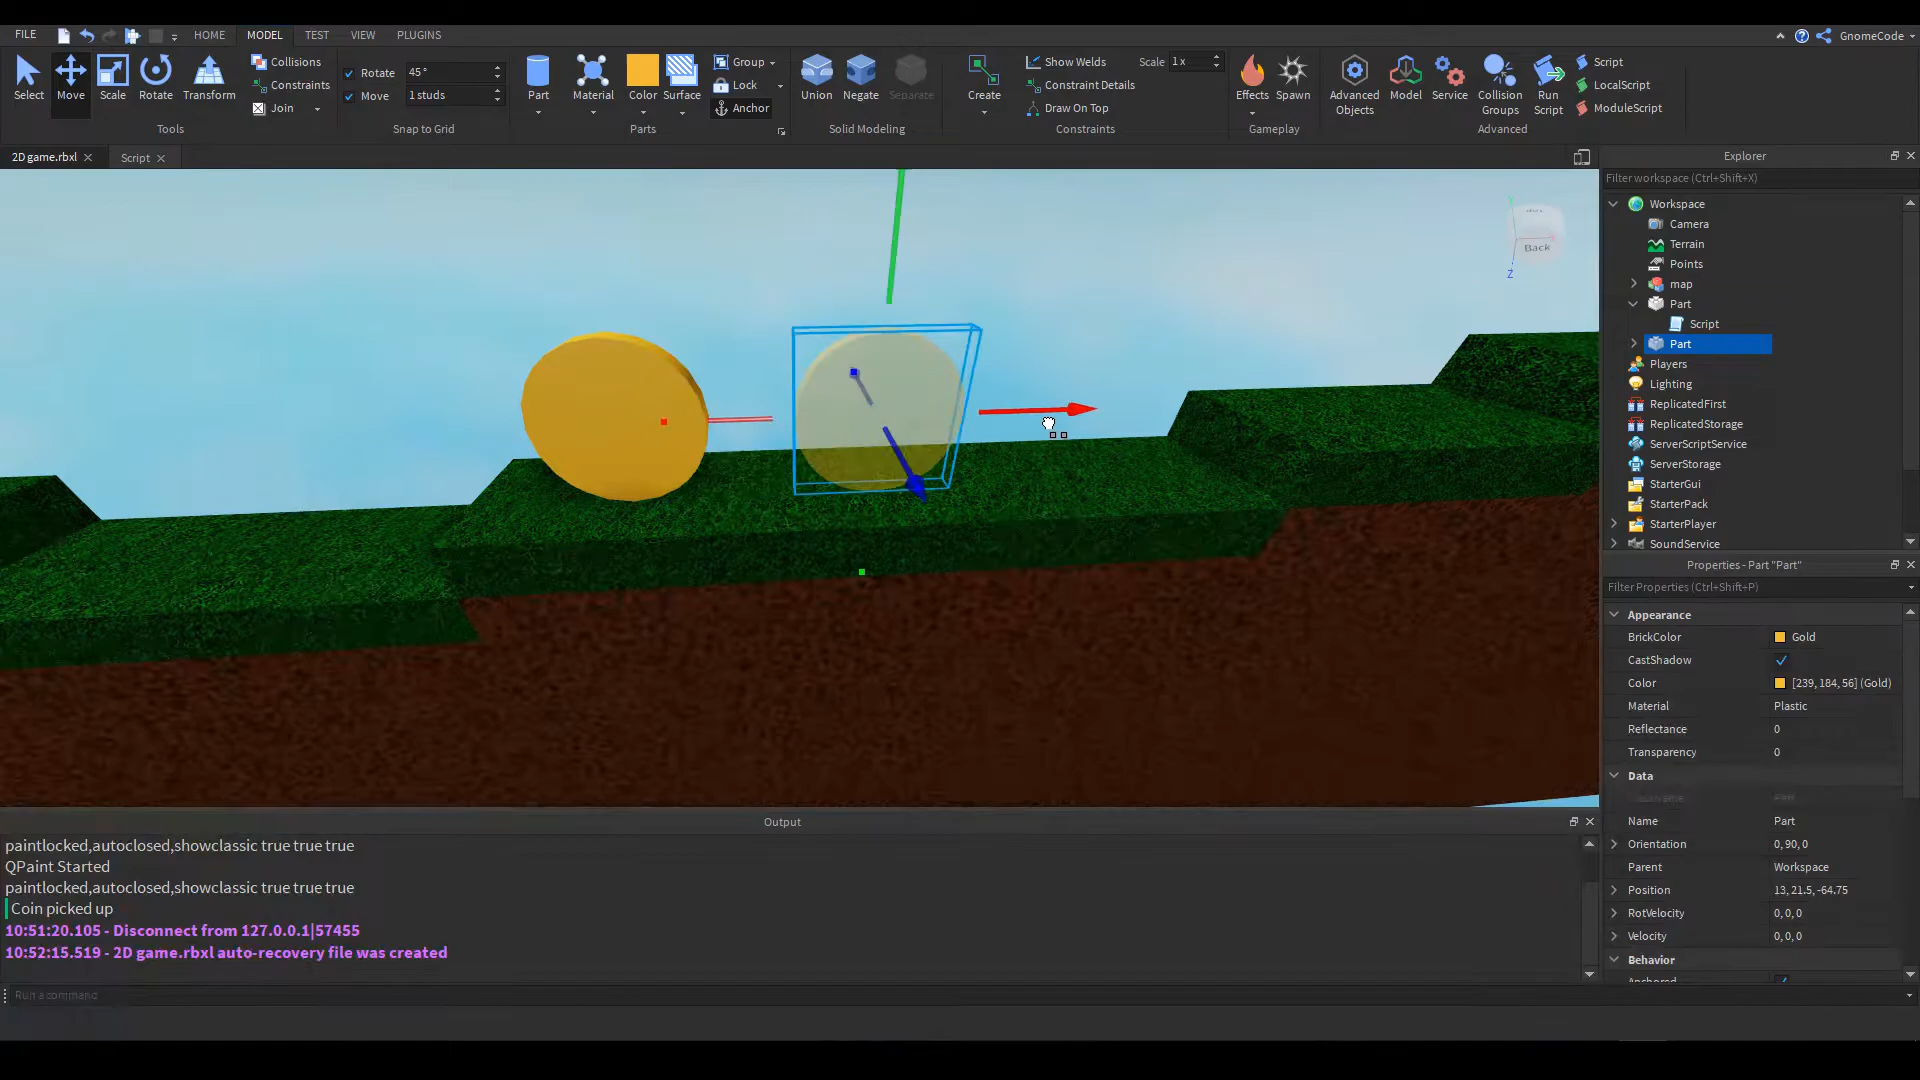 FILE HOME MODEL TEST VIEW PLUGINS GnomeCode
Select Move Scale Rotate Transform
Collisions
Constraints
Join
Tools
Rotate 45°
Move 1 studs
Snap to Grid
Part Material Color Surface
Group
Lock
Anchor
Parts
Union Negate Separate
Solid Modeling
Create
Show Welds Scale 1 x
Constraint Details
Draw On Top
Constraints
Effects Spawn
Gameplay
Advanced Objects
Model Service
Collision Groups
Run Script
Script
LocalScript
ModuleScript
Advanced
2D game.rbxl Script
Back
Z
Explorer
Filter workspace (Ctrl+Shift+X)
Workspace
Camera
Terrain
Points
map
Part
Script
Part
Players
Lighting
ReplicatedFirst
ReplicatedStorage
ServerScriptService
ServerStorage
StarterGui
StarterPack
StarterPlayer
SoundService
Properties - Part "Part"
Filter Properties (Ctrl+Shift+P)
Appearance
BrickColor Gold
CastShadow
Color [239, 184, 56] (Gold)
Material Plastic
Reflectance 0
Transparency 0
Data
Name Part
Orientation 0, 90, 0
Parent Workspace
Position 13, 21.5, -64.75
RotVelocity 0, 0, 0
Velocity 0, 0, 0
Behavior
Anchored
Output
paintlocked,autoclosed,showclassic true true true
QPaint Started
paintlocked,autoclosed,showclassic true true true
Coin picked up
10:51:20.105 - Disconnect from 127.0.0.1|57455
10:52:15.519 - 2D game.rbxl auto-recovery file was created
Run a command